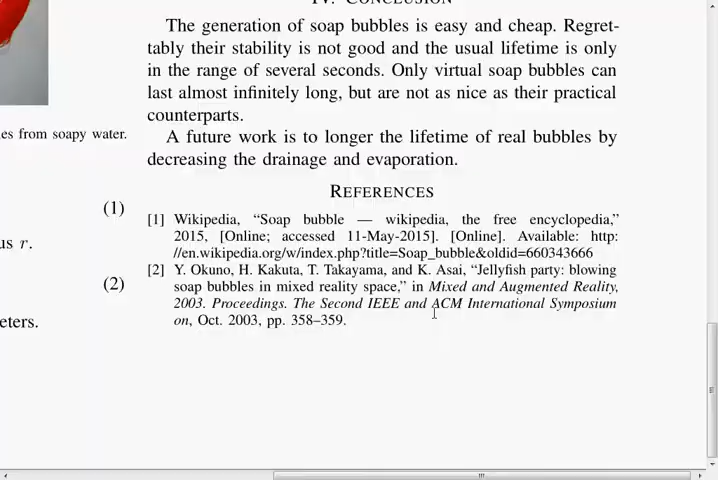 IV. CONCLUSION
The generation of soap bubbles is easy and cheap. Regret-
tably their stability is not good and the usual lifetime is only
in the range of several seconds. Only virtual soap bubbles can
last almost infinitely long, but are not as nice as their practical
counterparts.
A future work is to longer the lifetime of real bubbles by
decreasing the drainage and evaporation.
REFERENCES
[1] Wikipedia, “Soap bubble — wikipedia, the free encyclopedia,”
2015, [Online; accessed 11-May-2015]. [Online]. Available: http:
//en.wikipedia.org/w/index.php?title=Soap_bubble&oldid=660343666
[2] Y. Okuno, H. Kakuta, T. Takayama, and K. Asai, “Jellyfish party: blowing
soap bubbles in mixed reality space,” in Mixed and Augmented Reality,
2003. Proceedings. The Second IEEE and ACM International Symposium
on, Oct. 2003, pp. 358–359.
es from soapy water.
(1)
us r.
(2)
eters.